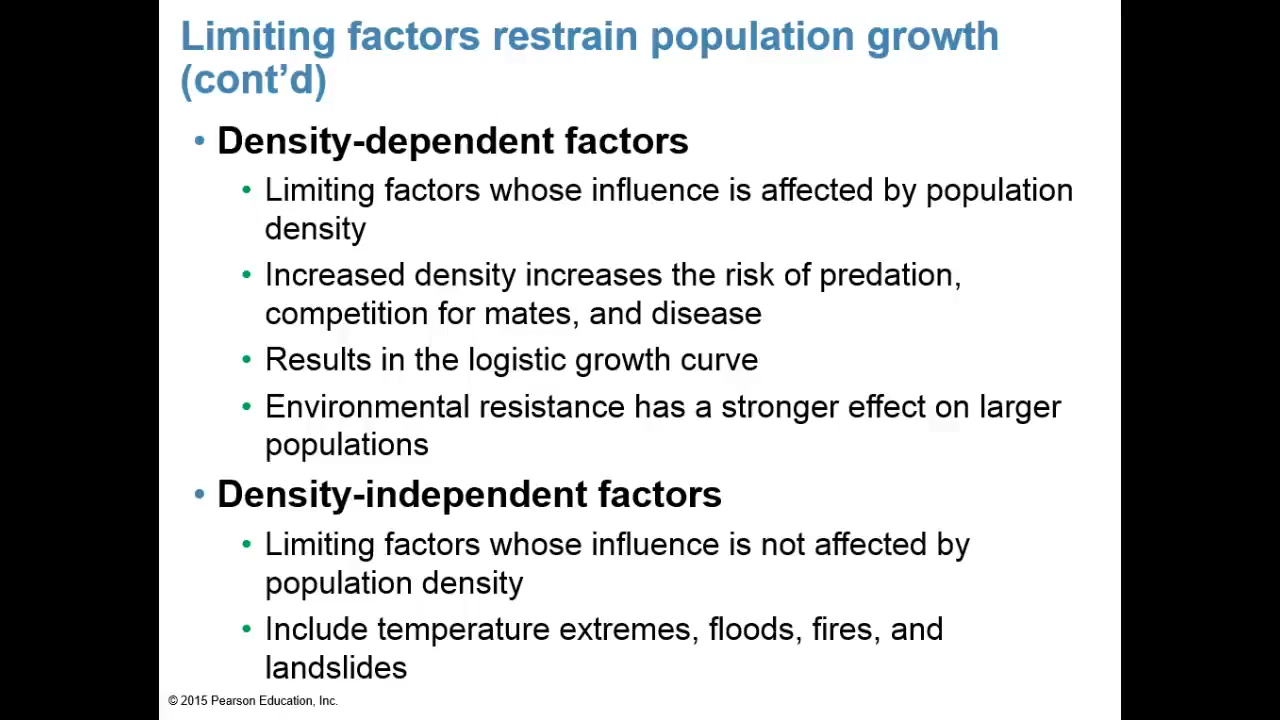 Limiting factors restrain population growth
(cont’d)
• Density-dependent factors
• Limiting factors whose influence is affected by population
density
• Increased density increases the risk of predation,
competition for mates, and disease
• Results in the logistic growth curve
• Environmental resistance has a stronger effect on larger
populations
• Density-independent factors
• Limiting factors whose influence is not affected by
population density
• Include temperature extremes, floods, fires, and
landslides
© 2015 Pearson Education, Inc.